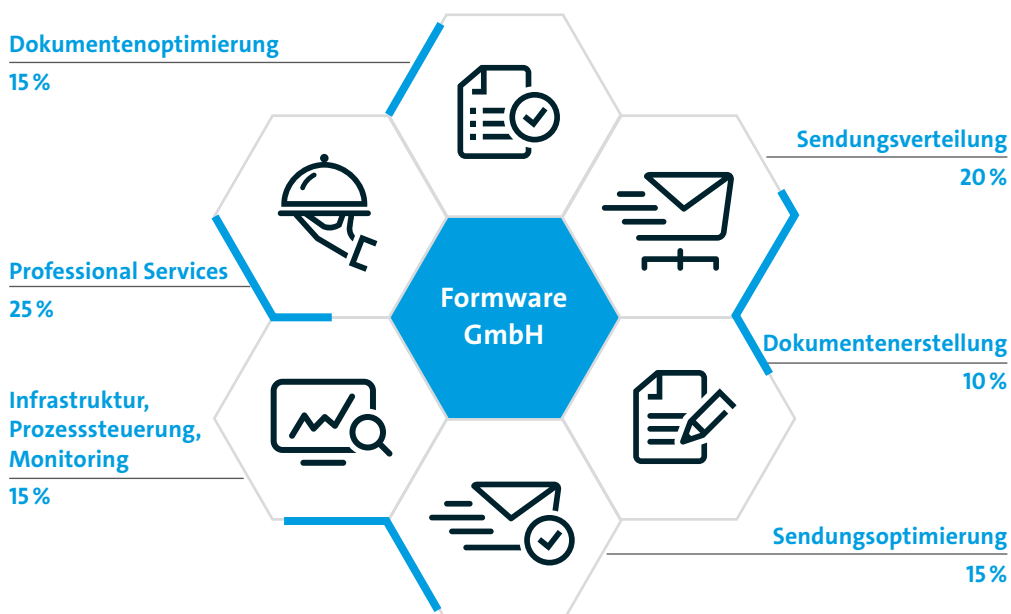 Dokumentenoptimierung
15 %
Sendungsverteilung
20 %
Professional Services
25 %
Formware
GmbH
Dokumentenerstellung
10 %
Infrastruktur,
Prozesssteuerung,
Monitoring
15 %
Sendungsoptimierung
15 %